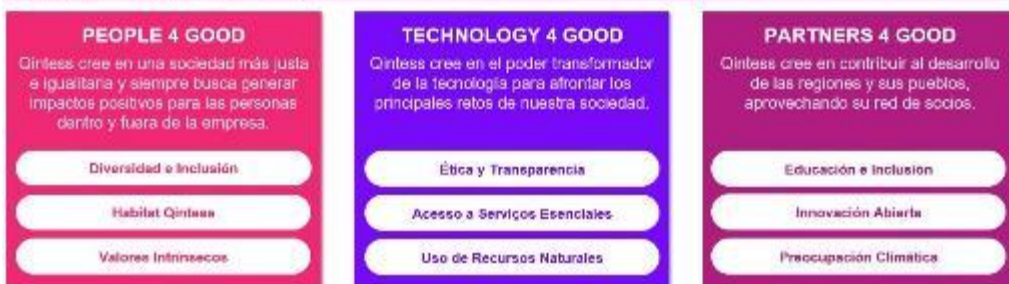 PEOPLE 4 GOOD
Qintess cree en una sociedad más justa
e igualitaria y siempre busca generar
impactos positivos para las personas
dentro y fuera de la empresa.
Diversidad e Inclusión
Habitat Qintess
Valores Intrínsecos
TECHNOLOGY 4 GOOD
Qintess cree en el poder transformador
de la tecnología para afrontar los
principales retos de nuestra sociedad.
Ética y Transparencia
Acesso a Serviços Esenciales
Uso de Recursos Naturales
PARTNERS 4 GOOD
Qintess cree en contribuir al desarrollo
de las regiones y sus pueblos,
aprovechando su red de socios.
Educación e Inclusión
Innovación Abierta
Preocupación Climática